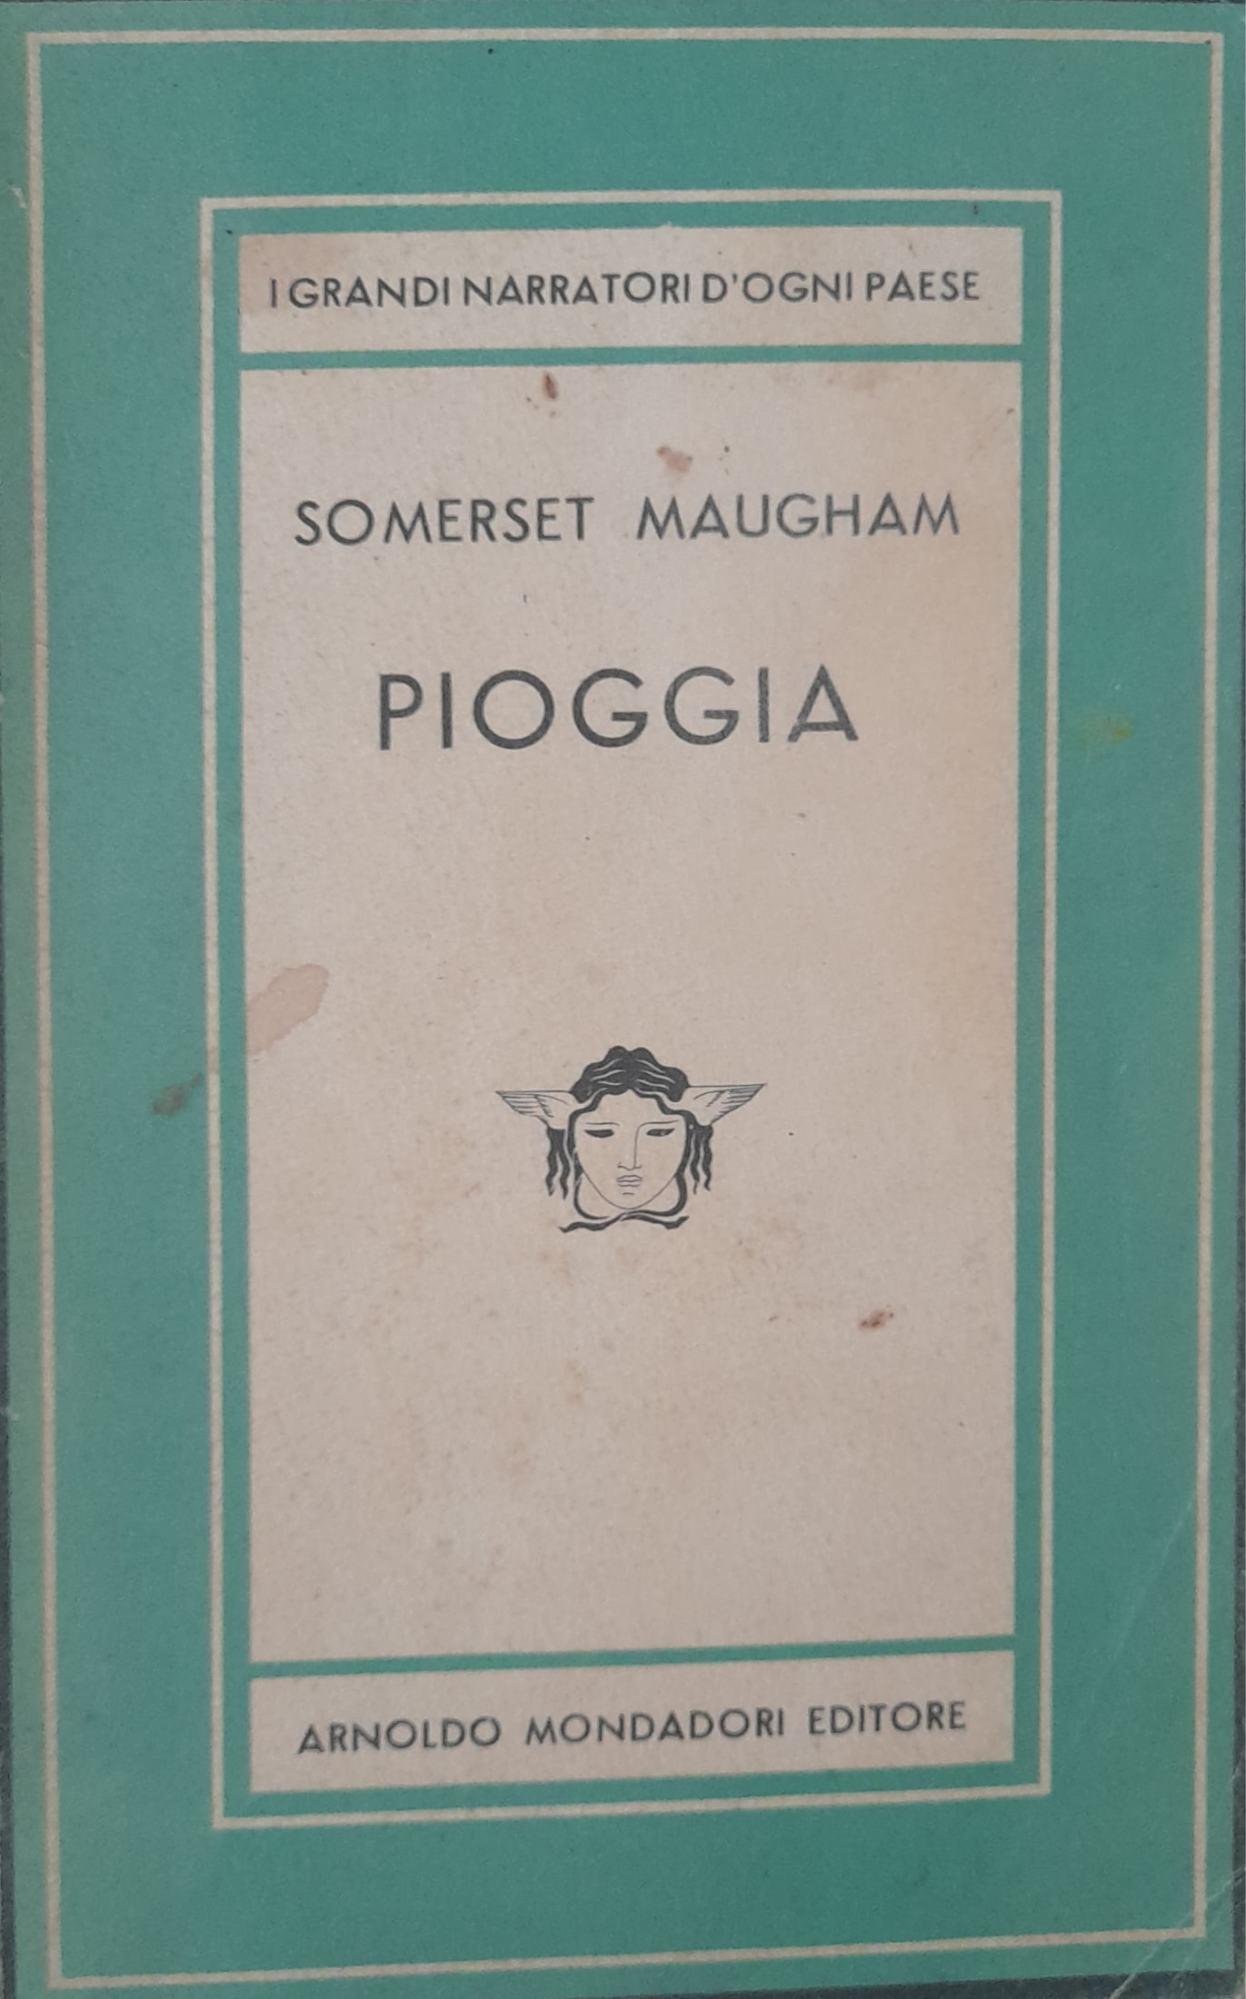 I GRANDI NARRATORI D'OGNI PAESE
SOMERSET MAUGHAM
PIOGGIA
ARNOLDO MONDADORI EDITORE